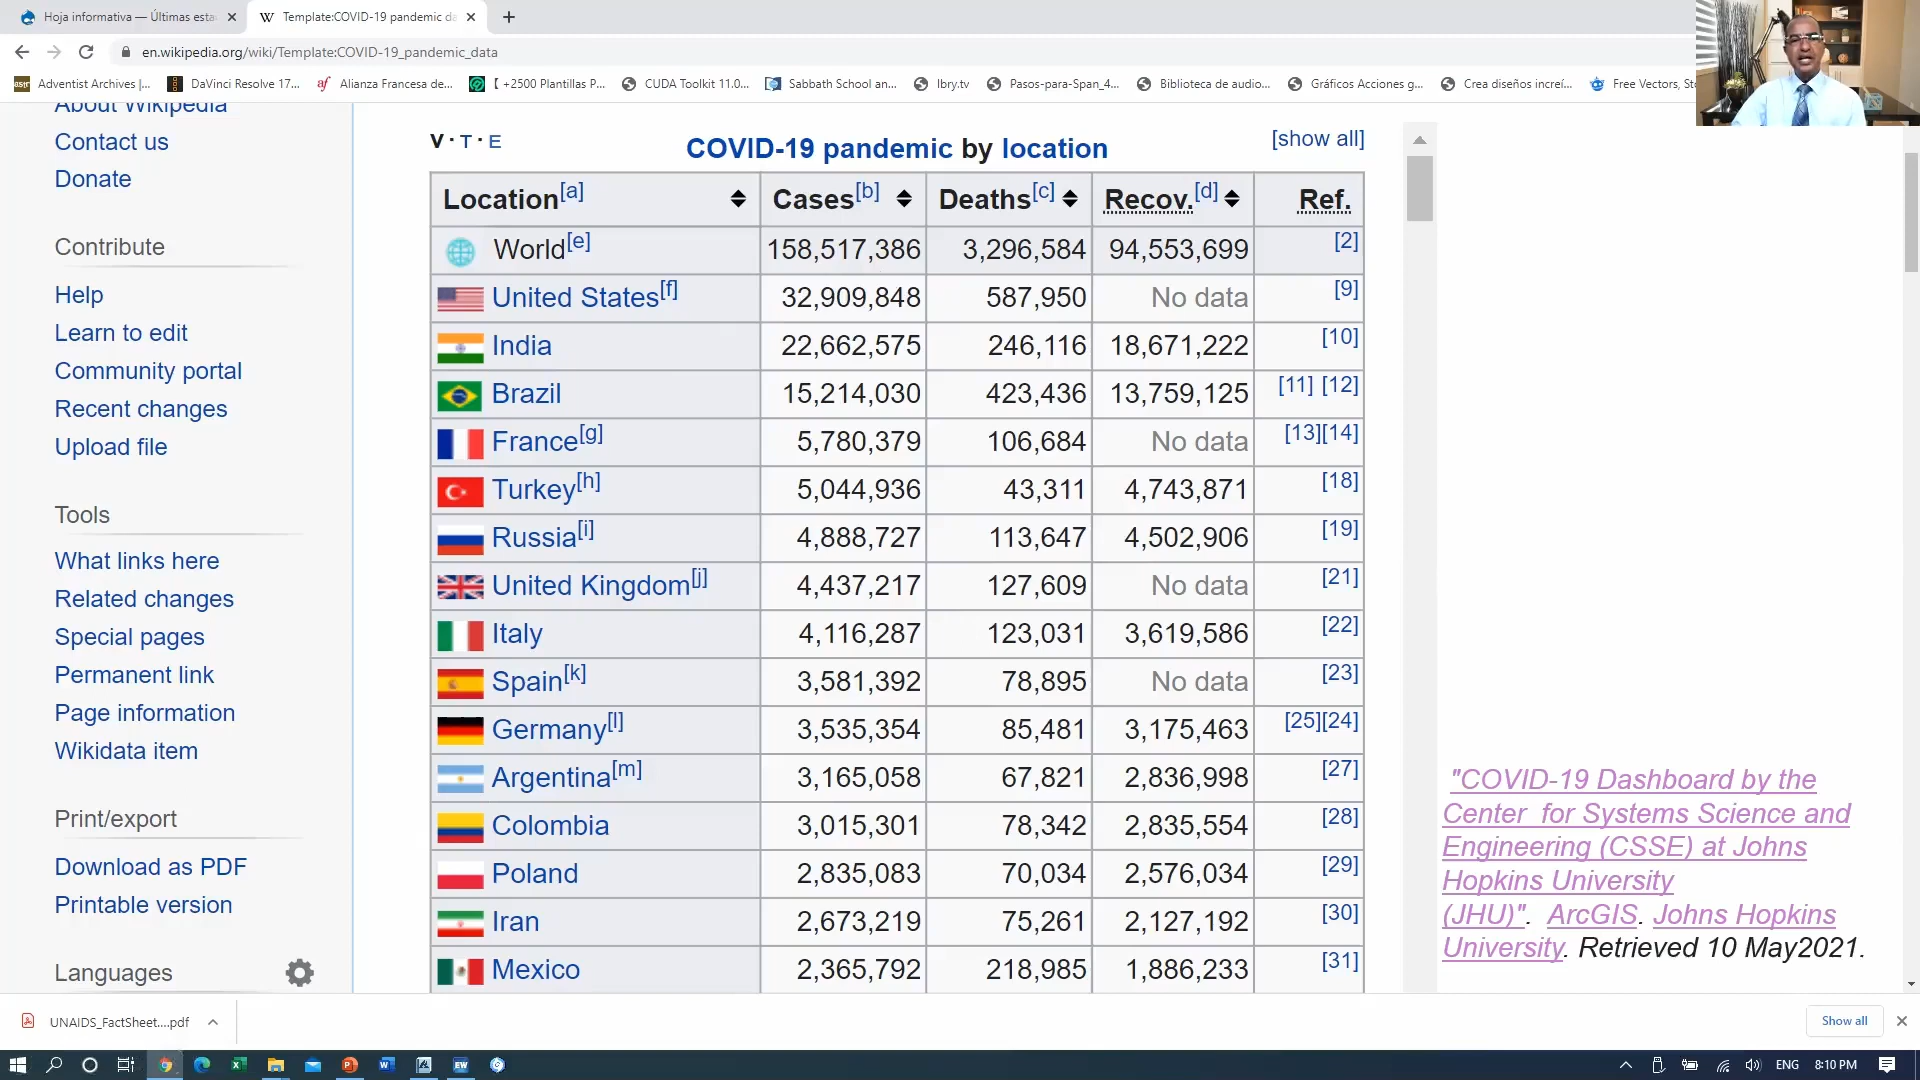 Hoja informativa — Últimas esta
Template:COVID-19 pandemic da
en.wikipedia.org/wiki/Template:COVID-19_pandemic_data
Adventist Archives |...
DaVinci Resolve 17...
Alianza Francesa de...
【 +2500 Plantillas P...
CUDA Toolkit 11.0...
Sabbath School an...
lbry.tv
Pasos-para-Span_4...
Biblioteca de audio...
Gráficos Acciones g...
Crea diseños increí...
Free Vectors, Sto
About Wikipedia
Contact us
Donate
Contribute
Help
Learn to edit
Community portal
Recent changes
Upload file
Tools
What links here
Related changes
Special pages
Permanent link
Page information
Wikidata item
Print/export
Download as PDF
Printable version
Languages
V · T · E
COVID-19 pandemic by location
[show all]
Location[a] Cases[b] Deaths[c] Recov.[d] Ref.
World[e] 158,517,386 3,296,584 94,553,699 [2]
United States[f] 32,909,848 587,950 No data [9]
India 22,662,575 246,116 18,671,222 [10]
Brazil 15,214,030 423,436 13,759,125 [11] [12]
France[g] 5,780,379 106,684 No data [13][14]
Turkey[h] 5,044,936 43,311 4,743,871 [18]
Russia[i] 4,888,727 113,647 4,502,906 [19]
United Kingdom[j] 4,437,217 127,609 No data [21]
Italy 4,116,287 123,031 3,619,586 [22]
Spain[k] 3,581,392 78,895 No data [23]
Germany[l] 3,535,354 85,481 3,175,463 [25][24]
Argentina[m] 3,165,058 67,821 2,836,998 [27]
Colombia 3,015,301 78,342 2,835,554 [28]
Poland 2,835,083 70,034 2,576,034 [29]
Iran 2,673,219 75,261 2,127,192 [30]
Mexico 2,365,792 218,985 1,886,233 [31]
"COVID-19 Dashboard by the
Center for Systems Science and
Engineering (CSSE) at Johns
Hopkins University
(JHU)". ArcGIS. Johns Hopkins
University. Retrieved 10 May2021.
UNAIDS_FactSheet....pdf
Show all
ENG
8:10 PM